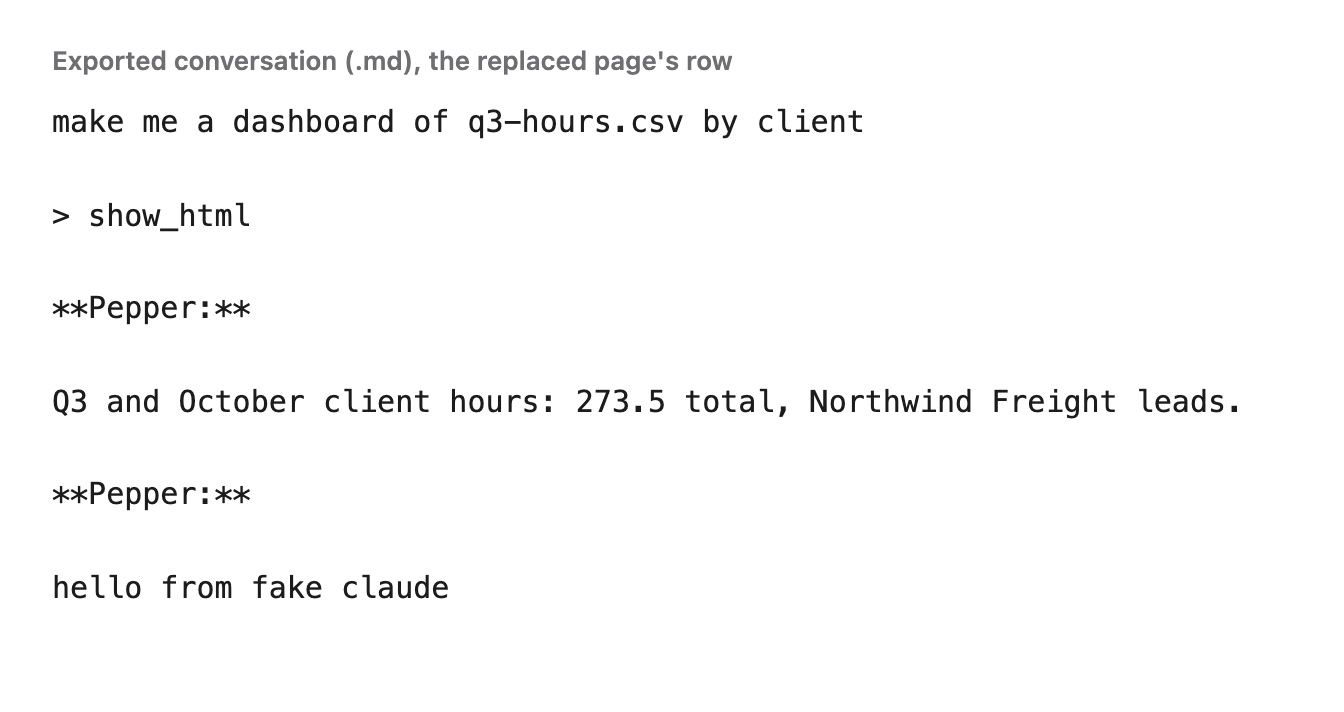 Exported conversation (.md), the replaced page's row
make me a dashboard of q3-hours.csv by client
> show_html
**Pepper:**
Q3 and October client hours: 273.5 total, Northwind Freight leads.
**Pepper:**
hello from fake claude